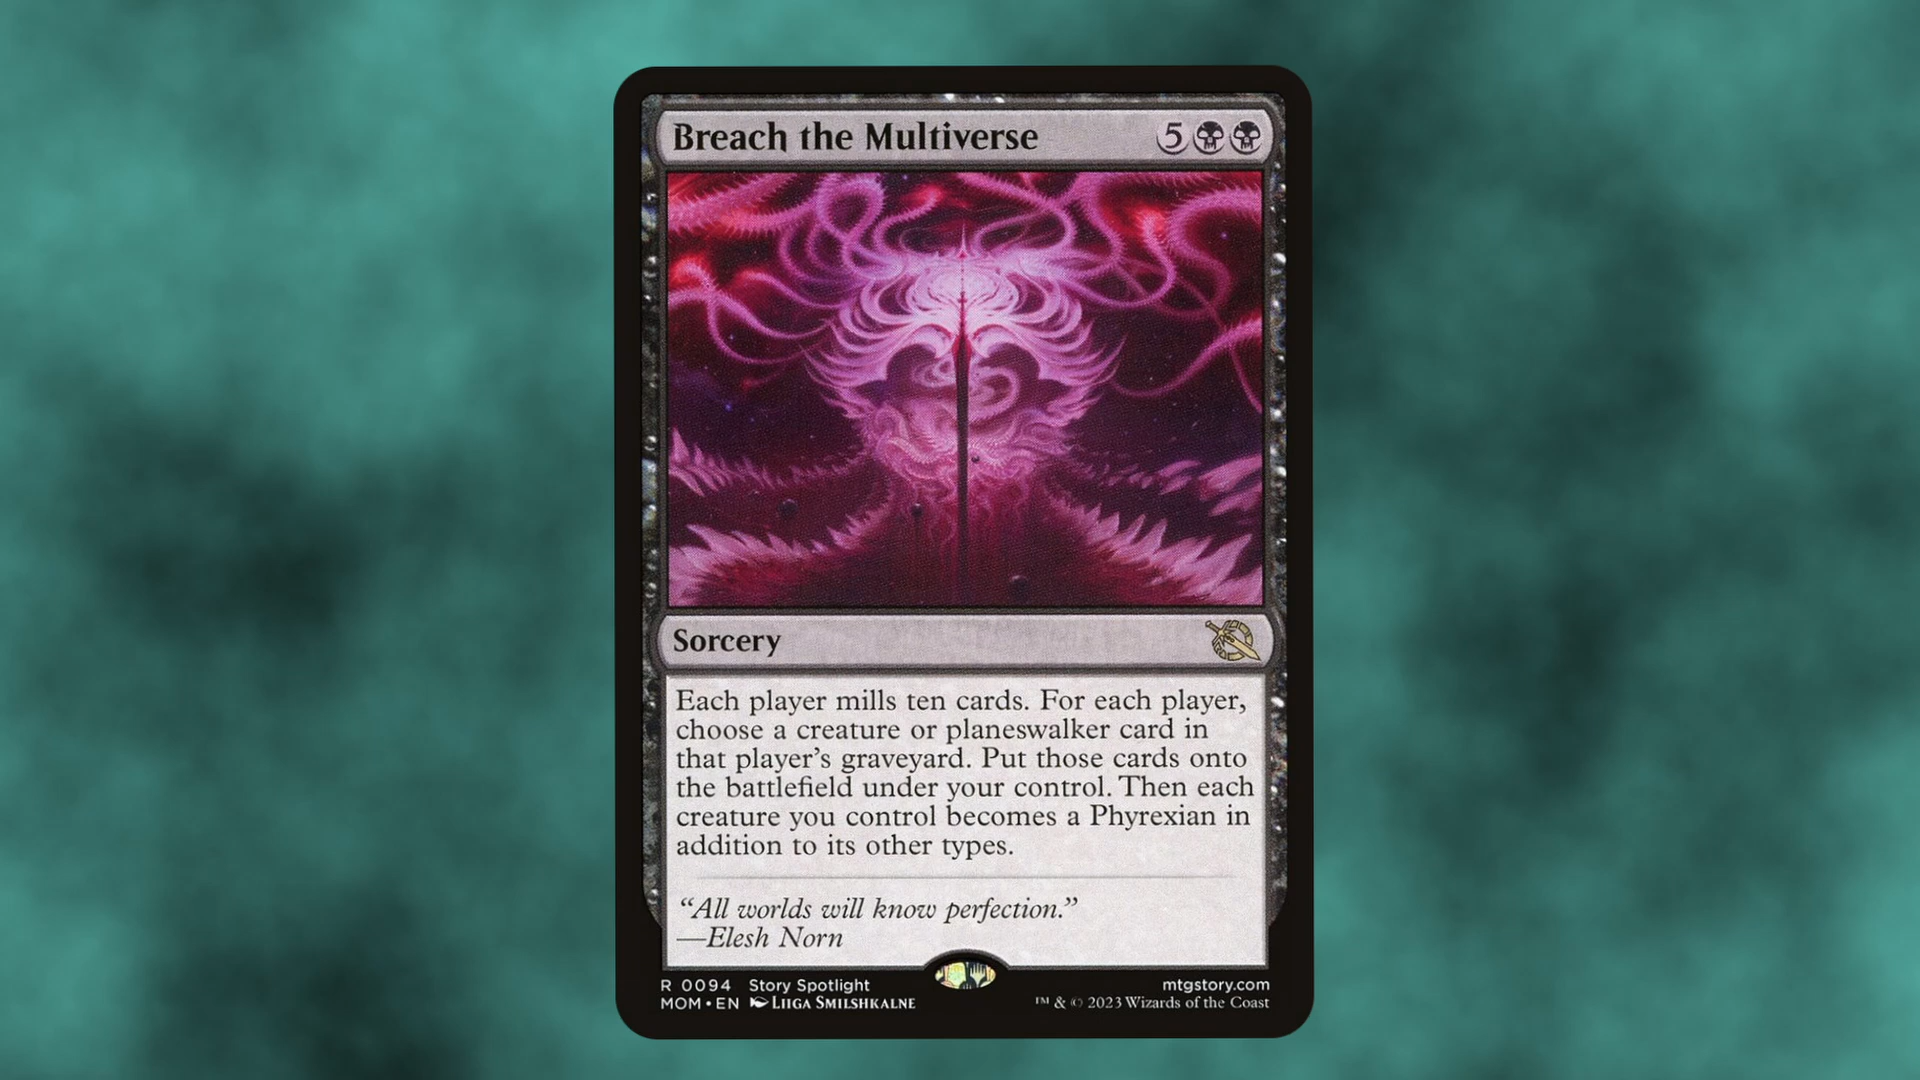 Breach the Multiverse 5
Sorcery
Each player mills ten cards. For each player,
choose a creature or planeswalker card in
that player's graveyard. Put those cards onto
the battlefield under your control. Then each
creature you control becomes a Phyrexian in
addition to its other types.
“All worlds will know perfection.”
—Elesh Norn
R 0094 Story Spotlight
MOM • EN LIIGA SMILSHKALNE
mtgstory.com
™ & © 2023 Wizards of the Coast